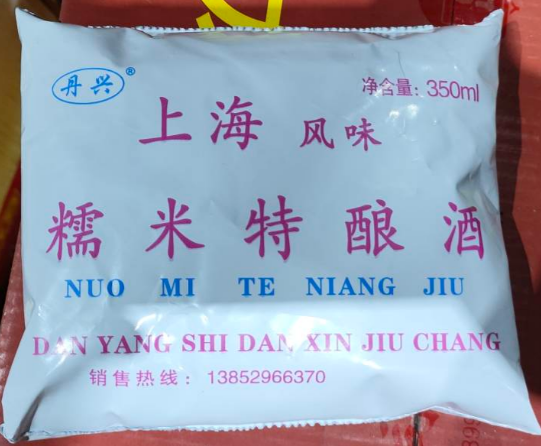 丹兴®
净含量：350ml
上海 风味
糯米特酿酒
NUO MI TE NIANG JIU
DAN YANG SHI DAN XIN JIU CHANG
销售热线：13852966370